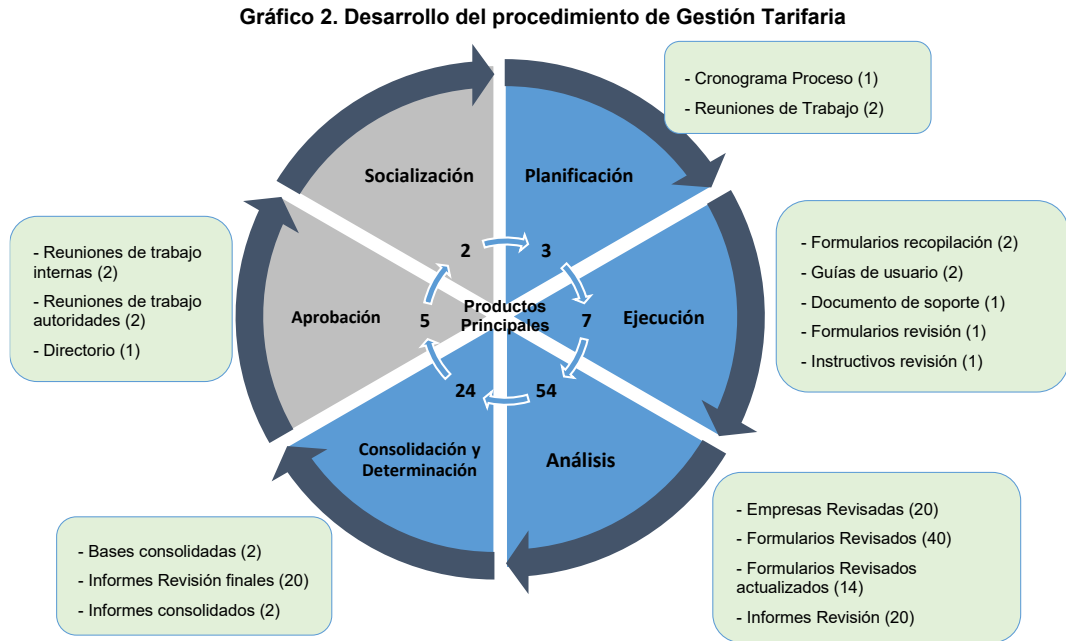 Gráfico 2. Desarrollo del procedimiento de Gestión Tarifaria
- Cronograma Proceso (1)
- Reuniones de Trabajo (2)
Socialización
Planificación
2
3
- Formularios recopilación (2)
- Guías de usuario (2)
- Documento de soporte (1)
- Formularios revisión (1)
- Instructivos revisión (1)
- Reuniones de trabajo
internas (2)
- Reuniones de trabajo
autoridades (2)
- Directorio (1)
Aprobación
5
Productos
Principales
7
Ejecución
24
54
Consolidación y
Determinación
Análisis
- Empresas Revisadas (20)
- Formularios Revisados (40)
- Formularios Revisados
actualizados (14)
- Informes Revisión (20)
- Bases consolidadas (2)
- Informes Revisión finales (20)
- Informes consolidados (2)